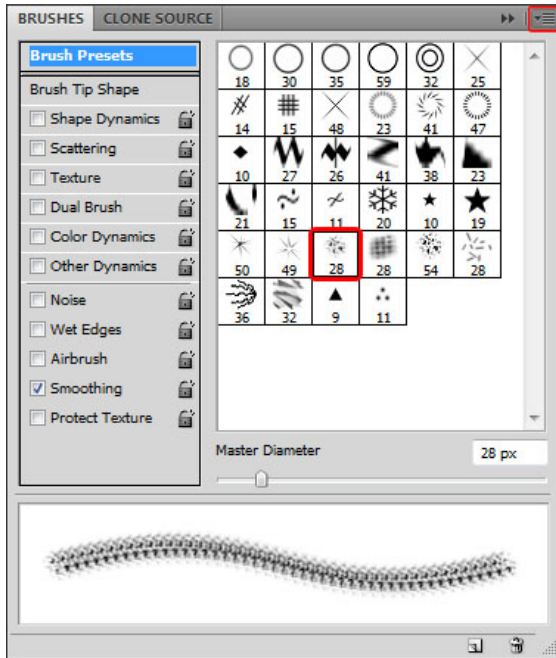 BRUSHES CLONE SOURCE
Brush Presets
Brush Tip Shape
Shape Dynamics
Scattering
Texture
Dual Brush
Color Dynamics
Other Dynamics
Noise
Wet Edges
Airbrush
Smoothing
Protect Texture
18 30 35 59 32 25
14 15 48 23 41 47
10 27 26 41 38 23
21 15 11 20 10 19
50 49 28 28 54 28
36 32 9 11
Master Diameter 28 px